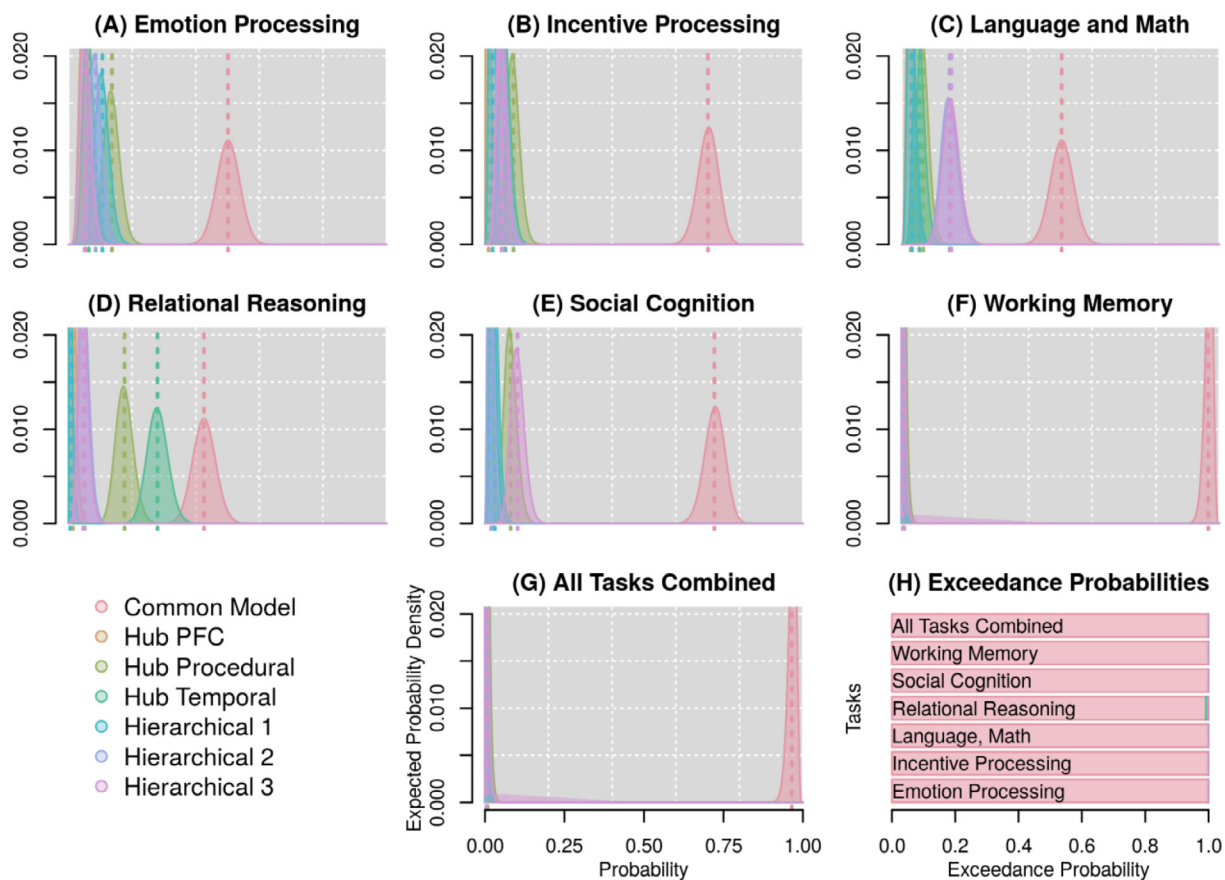 (A) Emotion Processing
(B) Incentive Processing
(C) Language and Math
0.020
0.010
0.000
0.020
0.010
0.000
0.020
0.010
0.000
(D) Relational Reasoning
(E) Social Cognition
(F) Working Memory
0.020
0.010
0.000
0.020
0.010
0.000
0.020
0.010
0.000
Common Model
Hub PFC
Hub Procedural
Hub Temporal
Hierarchical 1
Hierarchical 2
Hierarchical 3
(G) All Tasks Combined
Expected Probability Density
0.020
0.010
0.000
0.00 0.25 0.50 0.75 1.00
Probability
(H) Exceedance Probabilities
Tasks
All Tasks Combined
Working Memory
Social Cognition
Relational Reasoning
Language, Math
Incentive Processing
Emotion Processing
0.0 0.2 0.4 0.6 0.8 1.0
Exceedance Probability